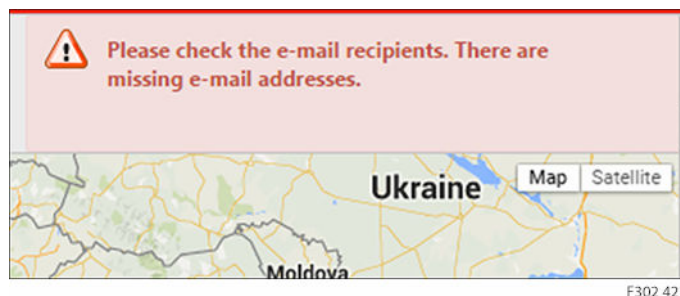 Please check the e-mail recipients. There are
missing e-mail addresses.
Ukraine
Map Satellite
Moldova
F302 42